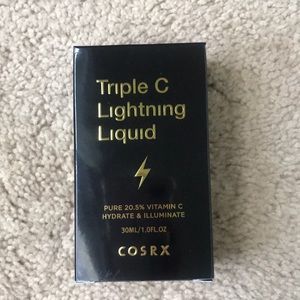 Triple C
Lightning
Liquid
PURE 20.5% VITAMIN C
HYDRATE & ILLUMINATE
30ML/1.0FL.OZ
COSRX